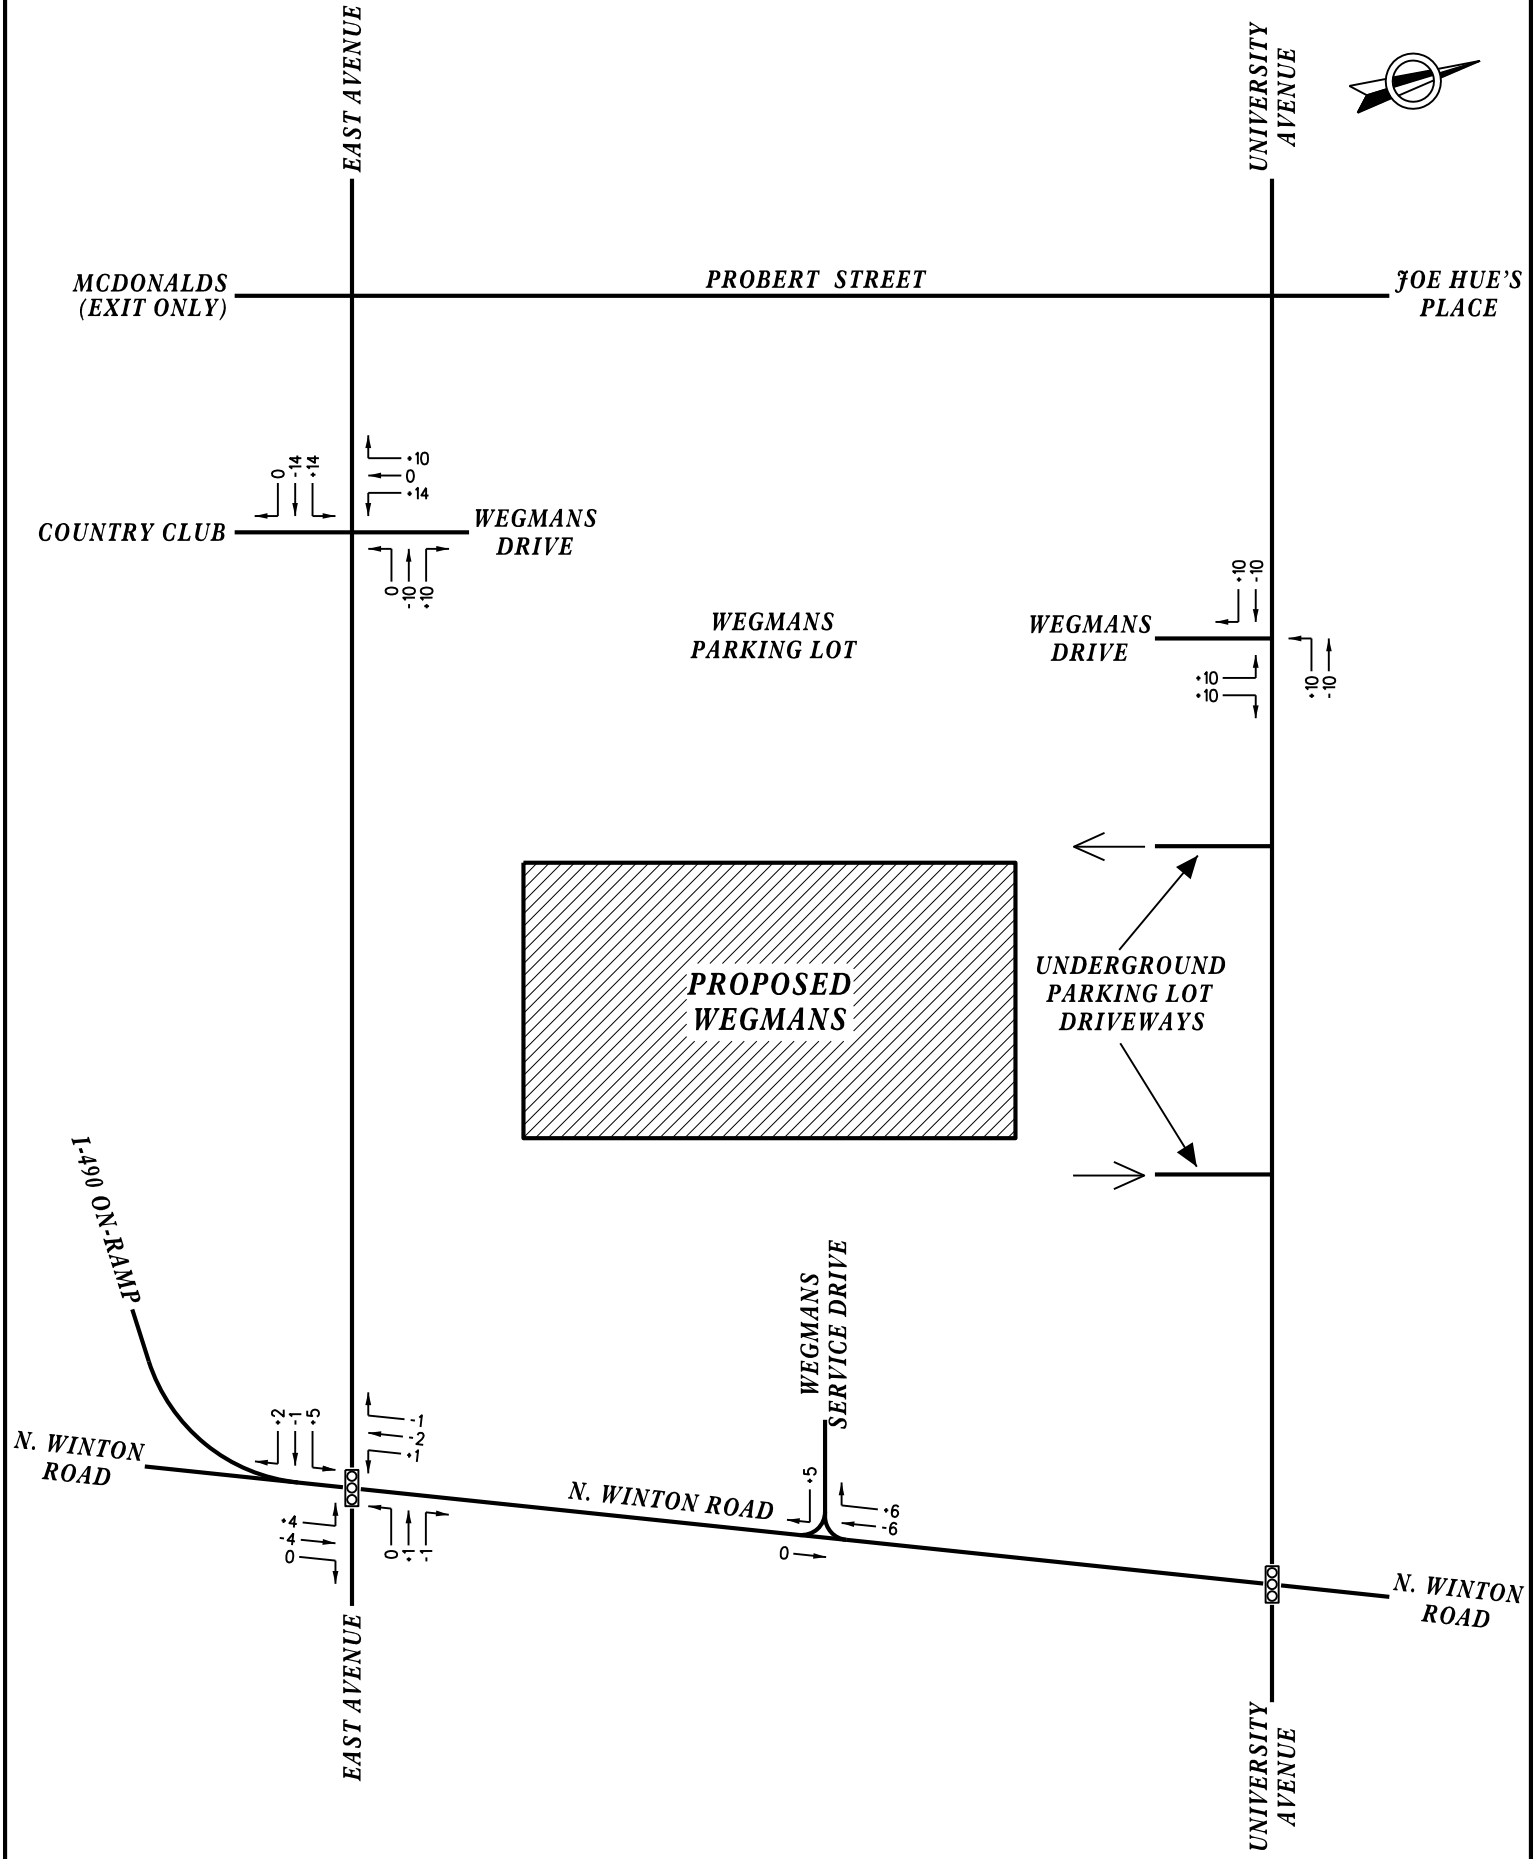 EAST AVENUE
UNIVERSITY
AVENUE
MCDONALDS
(EXIT ONLY)
PROBERT STREET
JOE HUE'S
PLACE
0
-14
+14
+10
0
+14
COUNTRY CLUB
WEGMANS
DRIVE
0
-10
+10
+10
-10
WEGMANS
PARKING LOT
WEGMANS
DRIVE
+10
+10
+10
-10
PROPOSED
WEGMANS
UNDERGROUND
PARKING LOT
DRIVEWAYS
I-490 ON-RAMP
WEGMANS
SERVICE DRIVE
N. WINTON
ROAD
+2
-1
+5
-1
-2
+1
+4
-4
0
0
+1
-1
N. WINTON ROAD
+5
+6
-6
0
N. WINTON
ROAD
EAST AVENUE
UNIVERSITY
AVENUE